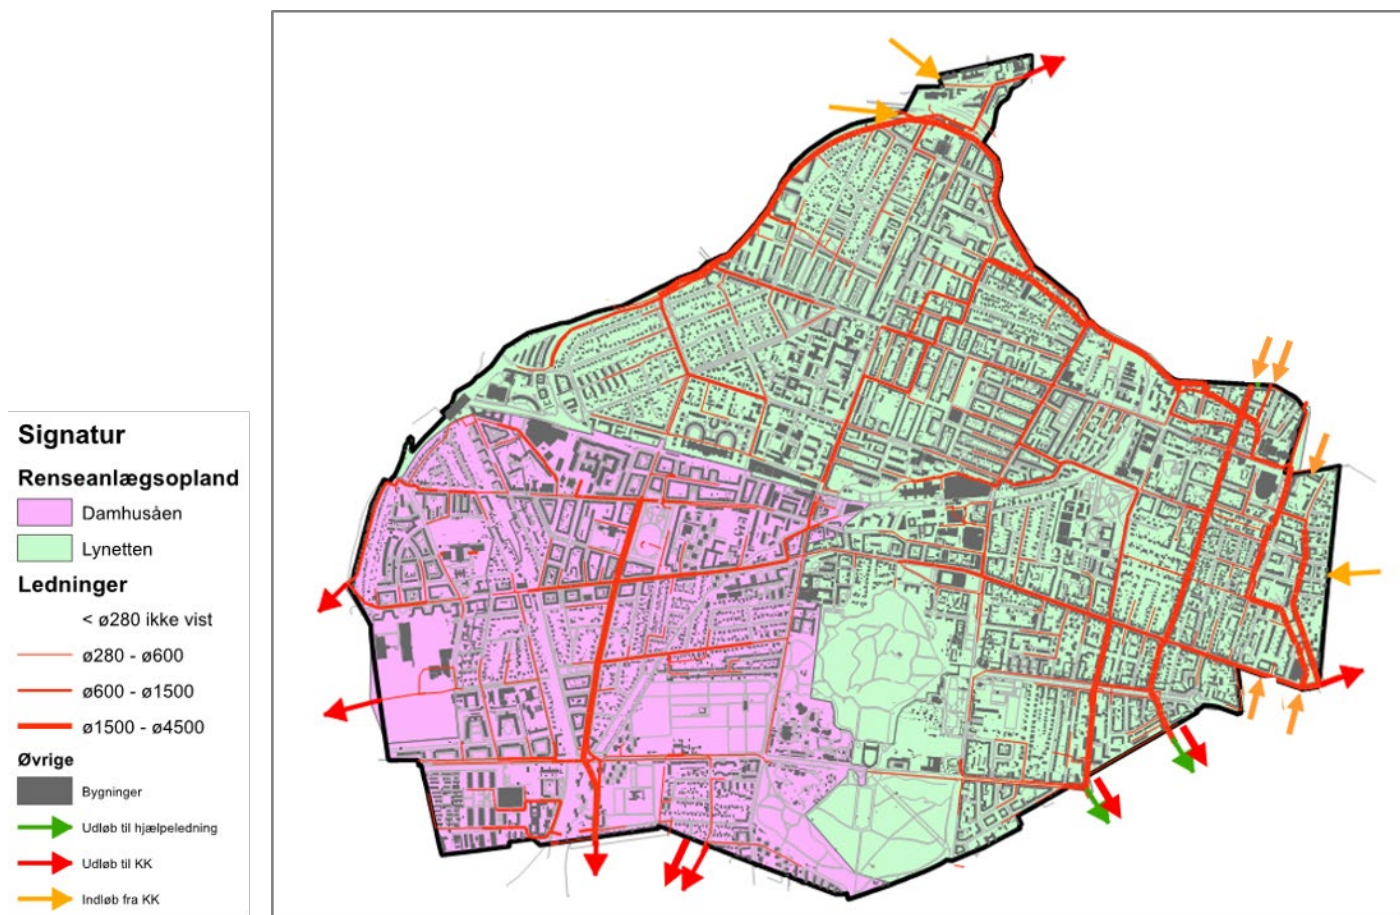 Signatur
Renseanlægsopland
Damhusåen
Lynetten
Ledninger
< ø280 ikke vist
ø280 - ø600
ø600 - ø1500
ø1500 - ø4500
Øvrige
Bygninger
Udløb til hjælpeledning
Udløb til KK
Indløb fra KK